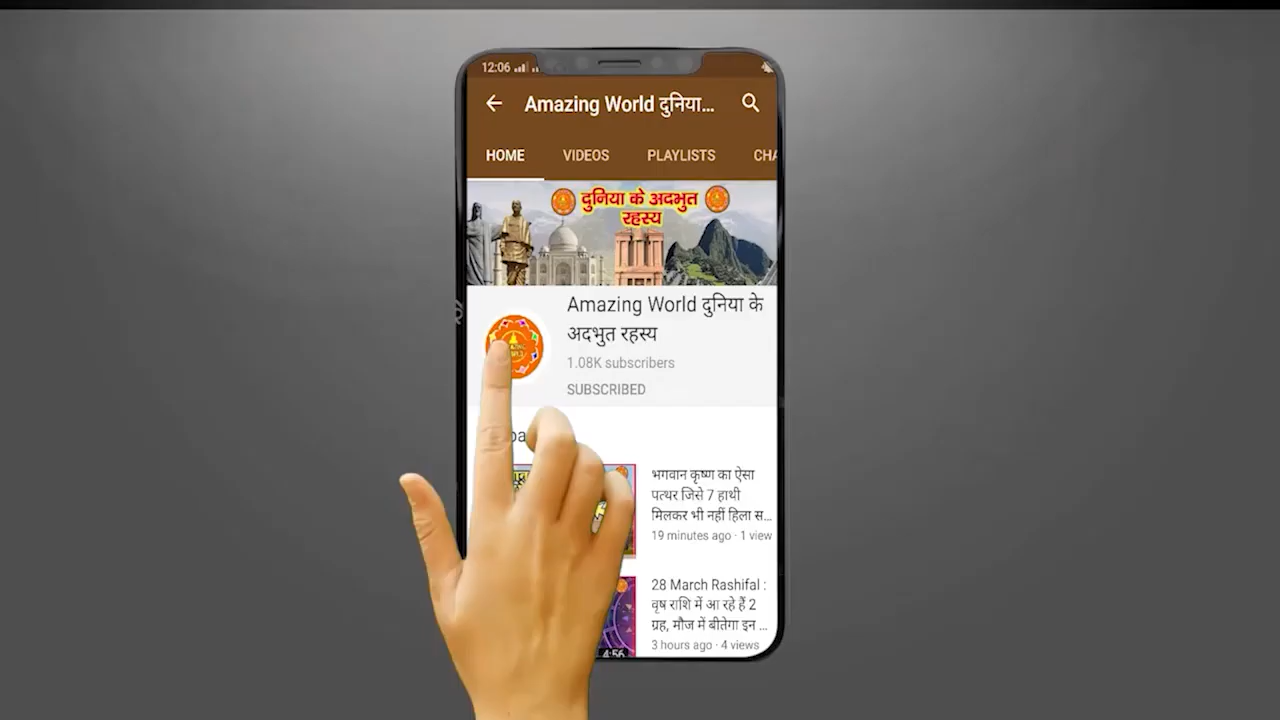 12:06
Amazing World दुनिया...
HOME VIDEOS PLAYLISTS CHA
दुनिया के अदभुत
रहस्य
Amazing World दुनिया के
अदभुत रहस्य
1.08K subscribers
SUBSCRIBED
भगवान कृष्ण का ऐसा
पत्थर जिसे 7 हाथी
मिलकर भी नहीं हिला स...
19 minutes ago · 1 view
28 March Rashifal :
वृष राशि में आ रहे हैं 2
ग्रह, मौज में बीतेगा इन ...
3 hours ago · 4 views
4:56